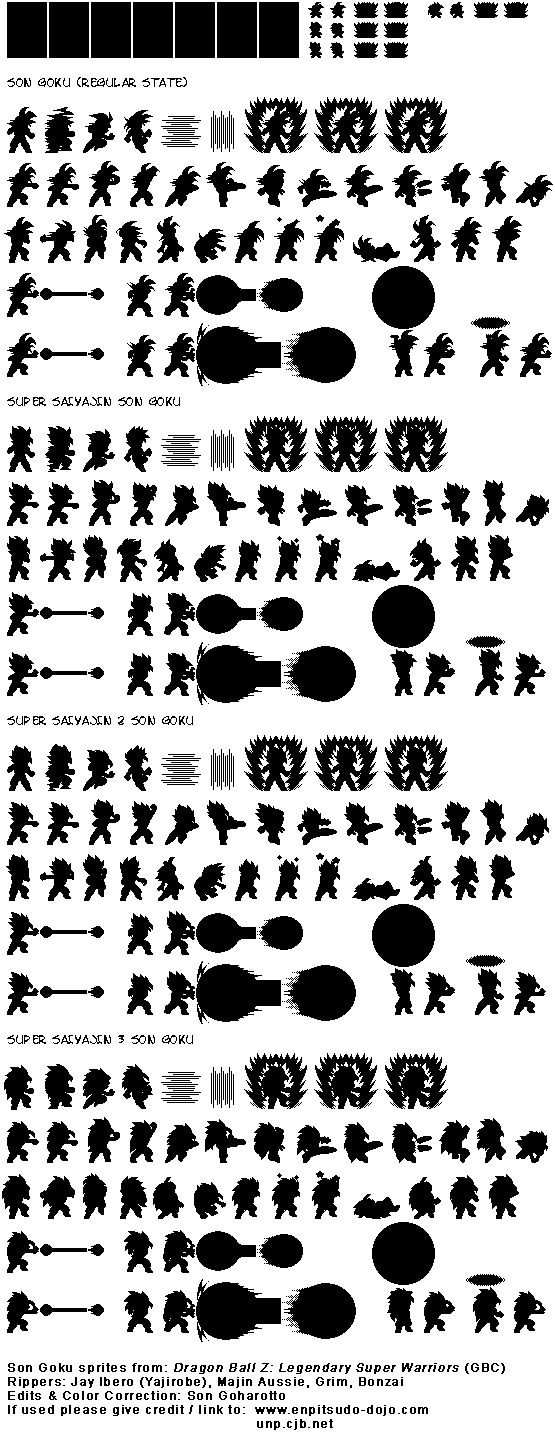 SON GOKU (REGULAR STATE)
SUPER SAIYAJIN SON GOKU
SUPER SAIYAJIN 2 SON GOKU
SUPER SAIYAJIN 3 SON GOKU
Son Goku sprites from: Dragon Ball Z: Legendary Super Warriors (GBC)
Rippers: Jay Ibero (Yajirobe), Majin Aussie, Grim, Bonzai
Edits & Color Correction: Son Goharotto
If used please give credit / link to: www.enpitsudo-dojo.com
unp.cjb.net